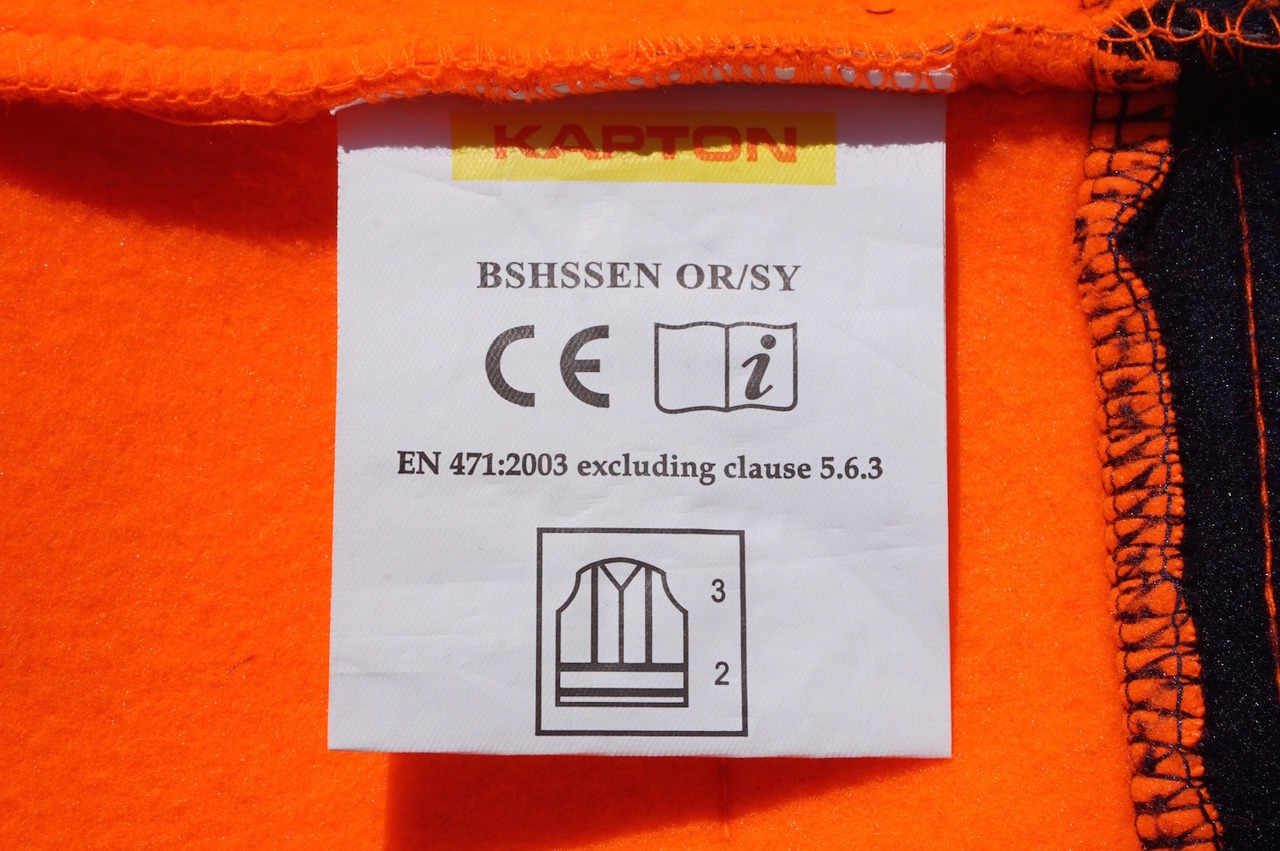 KAPTON
BSHSSEN OR/SY
CE i
EN 471:2003 excluding clause 5.6.3
3
2